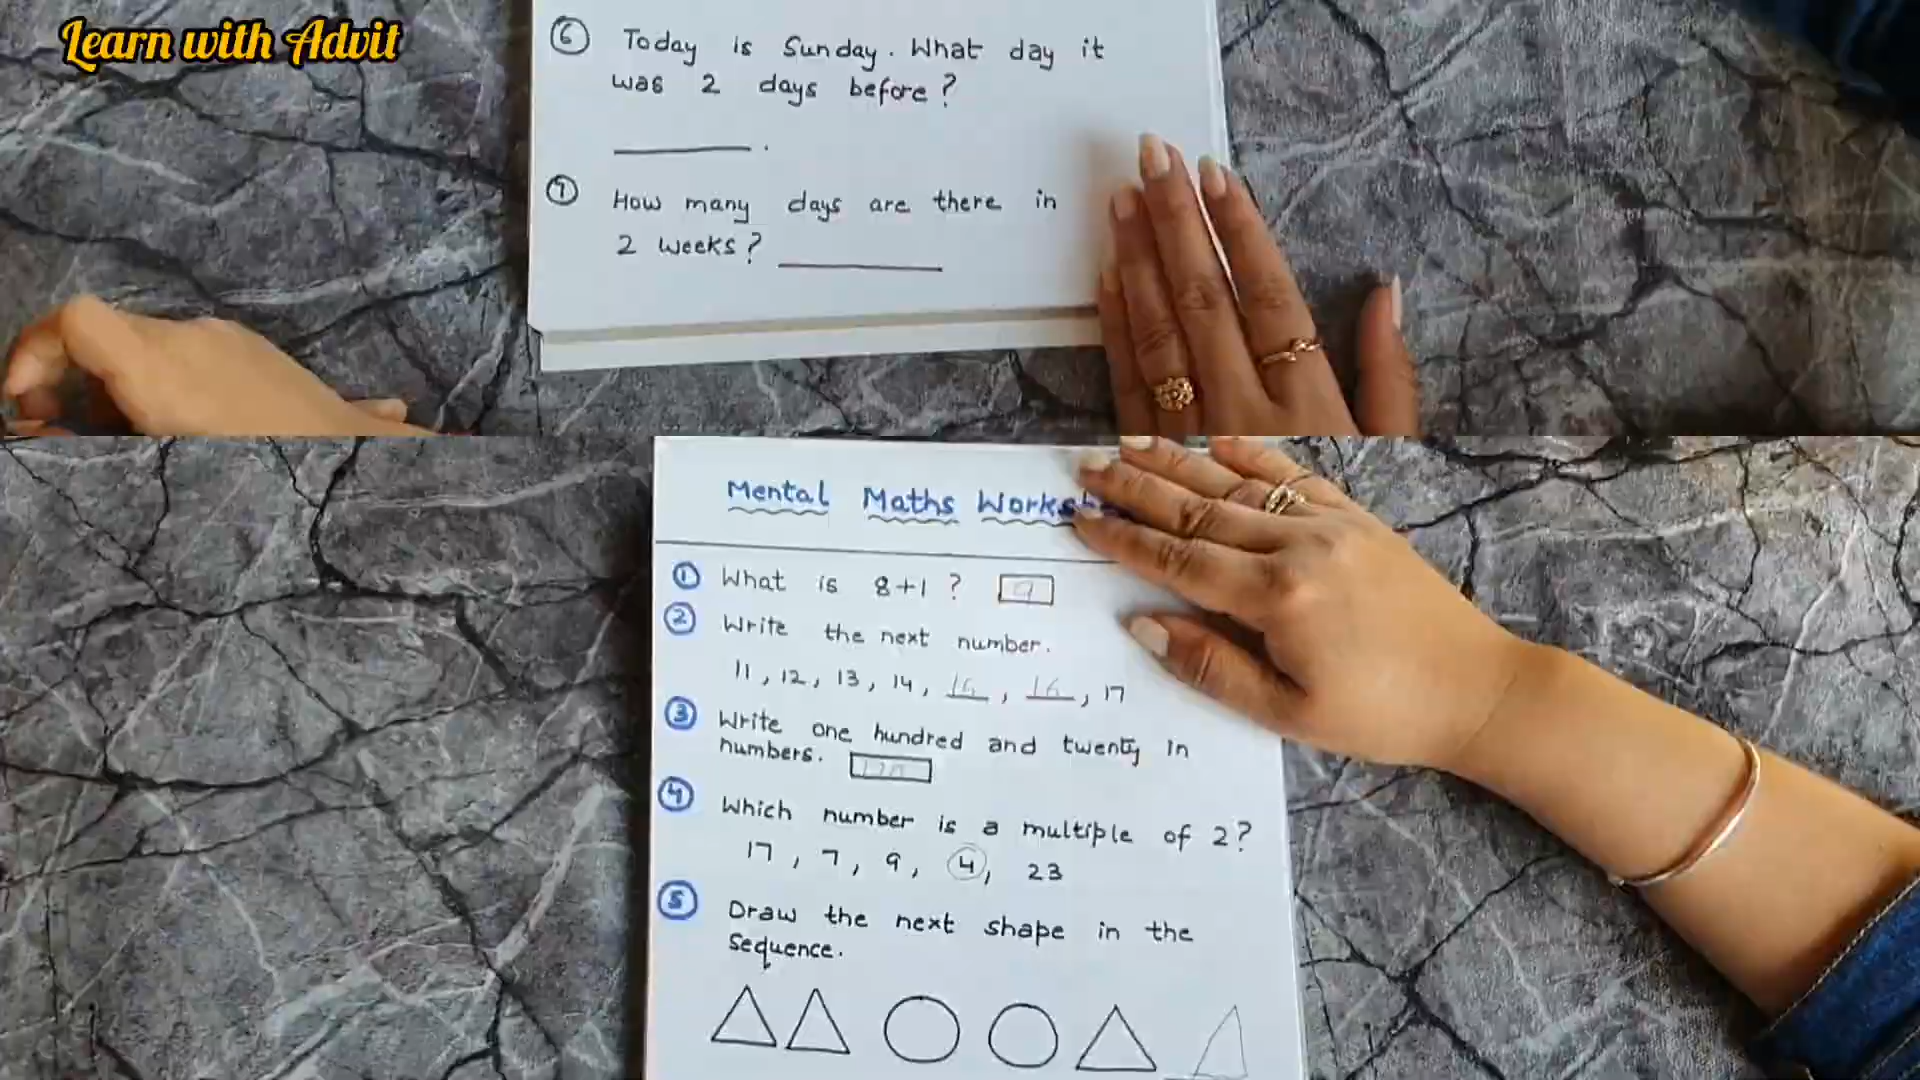 Learn with Advit
6 Today is Sunday. What day it
was 2 days before?
_____ .
7 How many days are there in
2 weeks? _____
Mental Maths
1 What is 8+1? 9
2 Write the next number.
11, 12, 13, 14, 15, 16, 17
3 Write one hundred and twenty in
numbers. 120
4 Which number is a multiple of 2?
17, 7, 9, 4, 23
5 Draw the next shape in the
sequence.